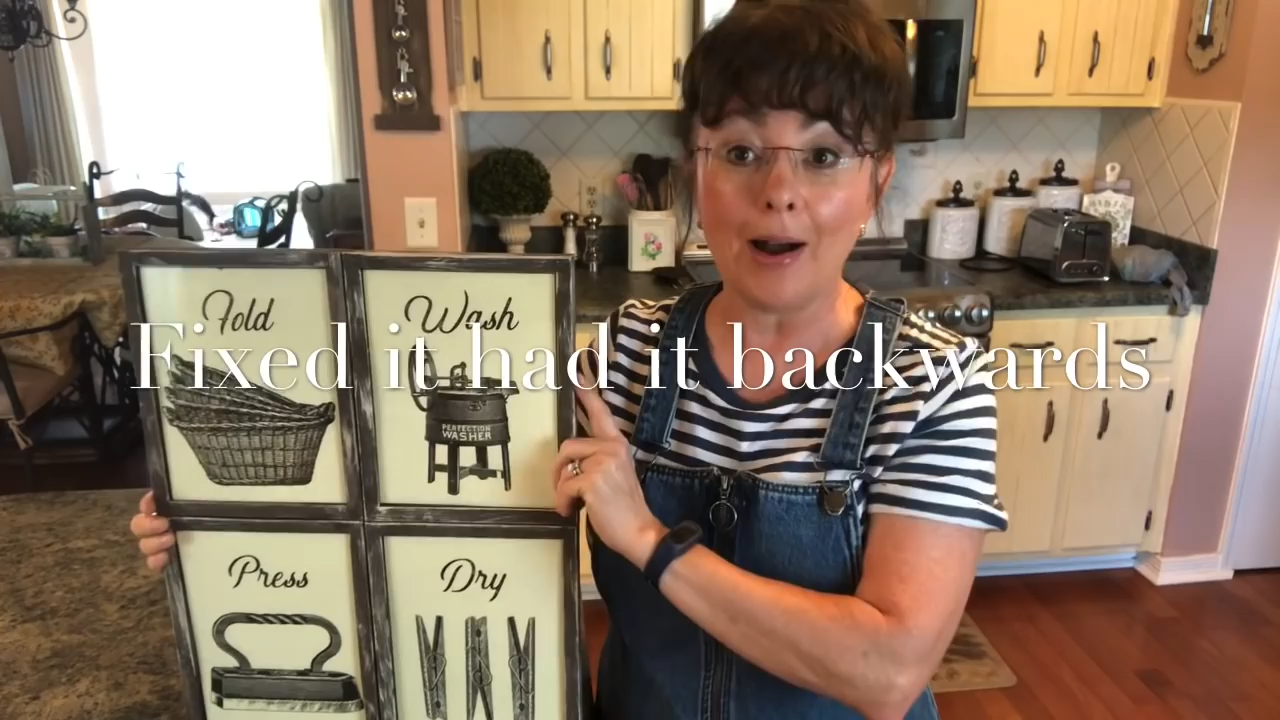 Fold
Wash
Fixed it had it backwards
PERFECTION
WASHER
Press
Dry